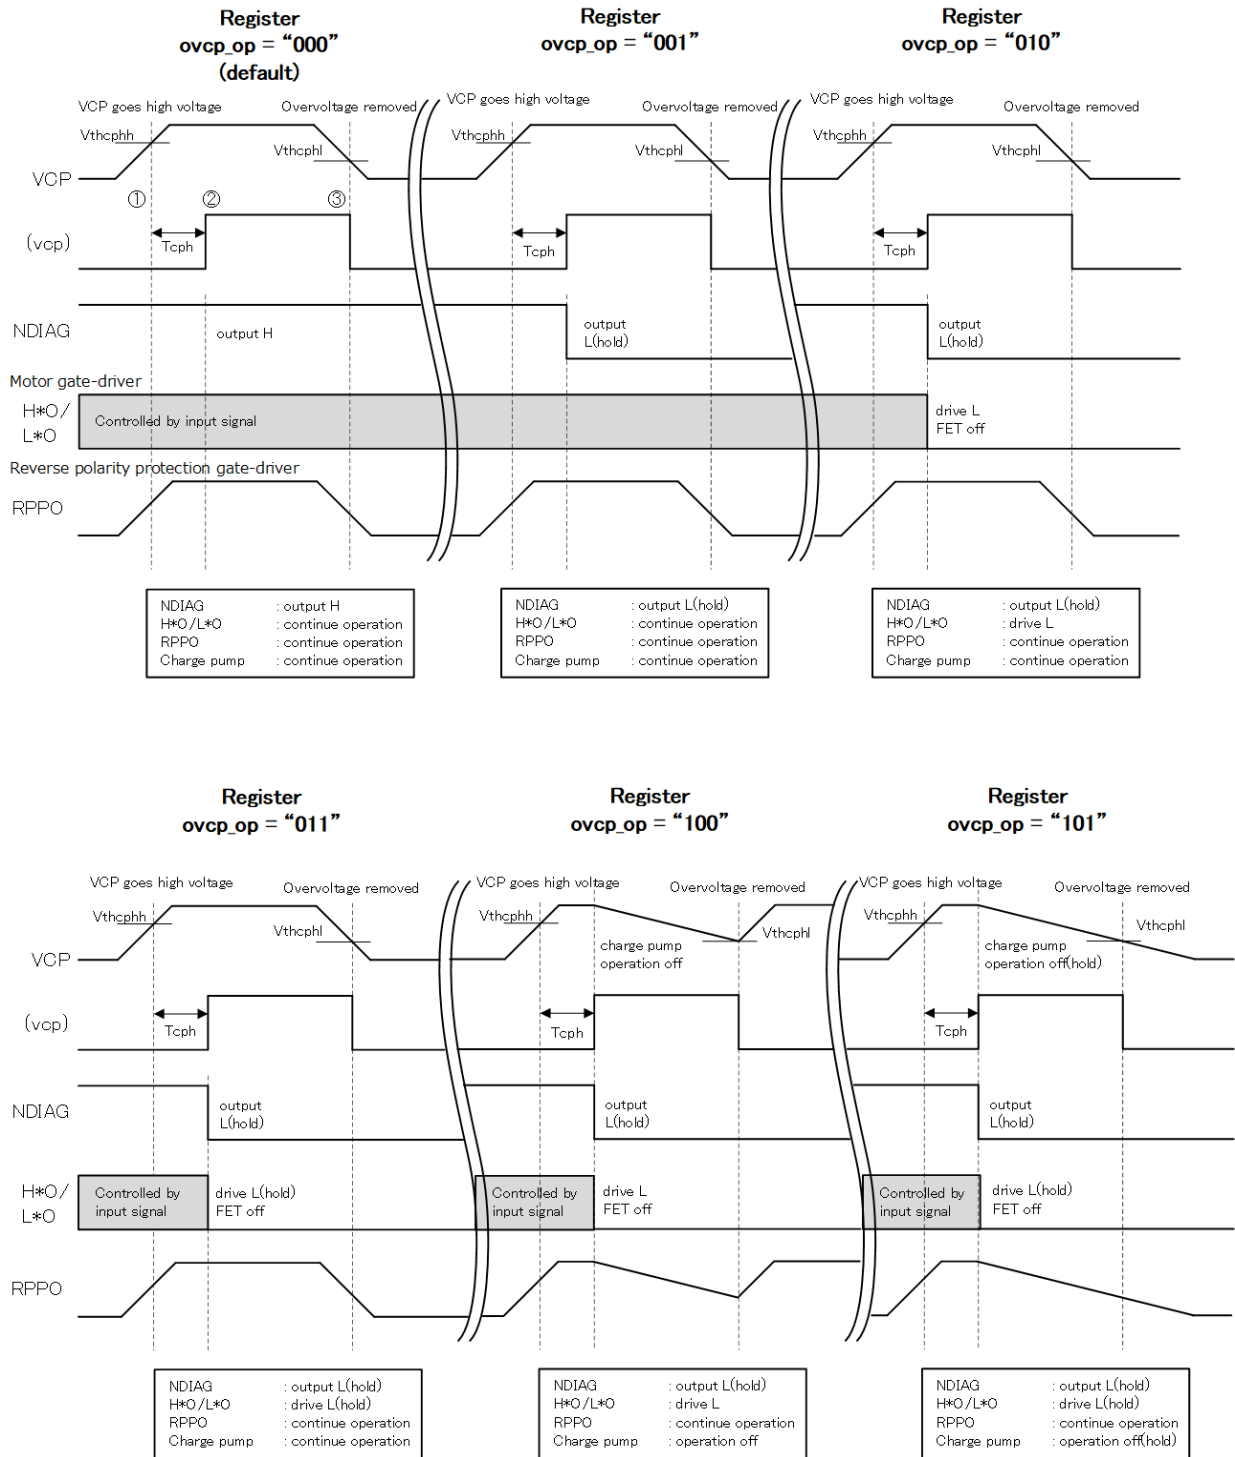 Register
ovcp_op = “000”
(default)
Register
ovcp_op = “001”
Register
ovcp_op = “010”
VCP goes high voltage
Overvoltage removed
VCP goes high voltage
Overvoltage removed
VCP goes high voltage
Overvoltage removed
Vthcphh
Vthcphl
Vthcphh
Vthcphl
Vthcphh
Vthcphl
VCP
① ② ③
(vcp)
Tcph
Tcph
Tcph
NDIAG
output H
output
L(hold)
output
L(hold)
Motor gate-driver
H*O/
L*O
Controlled by input signal
drive L
FET off
Reverse polarity protection gate-driver
RPPO
NDIAG : output H
H*O/L*O : continue operation
RPPO : continue operation
Charge pump : continue operation
NDIAG : output L(hold)
H*O/L*O : continue operation
RPPO : continue operation
Charge pump : continue operation
NDIAG : output L(hold)
H*O/L*O : drive L
RPPO : continue operation
Charge pump : continue operation
Register
ovcp_op = “011”
Register
ovcp_op = “100”
Register
ovcp_op = “101”
VCP goes high voltage
Overvoltage removed
VCP goes high voltage
Overvoltage removed
VCP goes high voltage
Overvoltage removed
Vthcphh
Vthcphl
Vthcphh
Vthcphl
Vthcphh
Vthcphl
VCP
charge pump
operation off
charge pump
operation off(hold)
(vcp)
Tcph
Tcph
Tcph
NDIAG
output
L(hold)
output
L(hold)
output
L(hold)
H*O/
L*O
Controlled by
input signal
drive L(hold)
FET off
Controlled by
input signal
drive L
FET off
Controlled by
input signal
drive L(hold)
FET off
RPPO
NDIAG : output L(hold)
H*O/L*O : drive L(hold)
RPPO : continue operation
Charge pump : continue operation
NDIAG : output L(hold)
H*O/L*O : drive L
RPPO : continue operation
Charge pump : operation off
NDIAG : output L(hold)
H*O/L*O : drive L(hold)
RPPO : continue operation
Charge pump : operation off(hold)